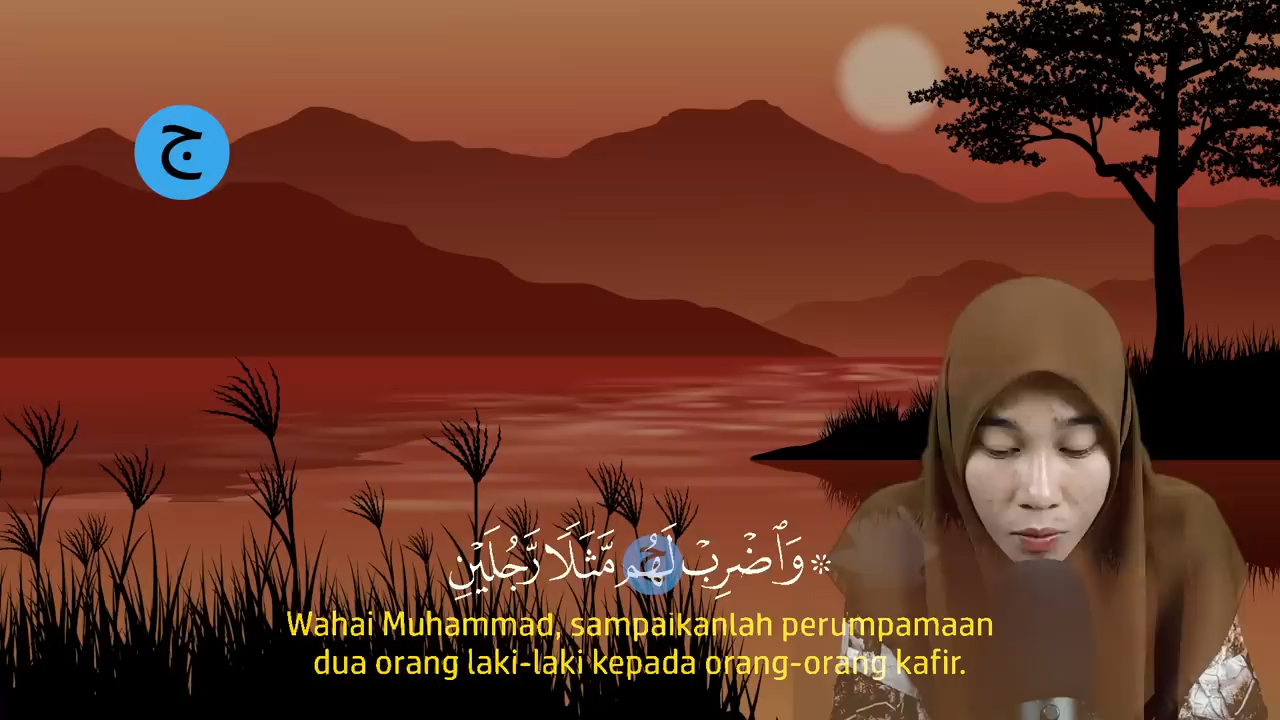 ج
۞ وَٱضْرِبْ لَهُم مَّثَلًا رَّجُلَيْنِ
Wahai Muhammad, sampaikanlah perumpamaan
dua orang laki-laki kepada orang-orang kafir.